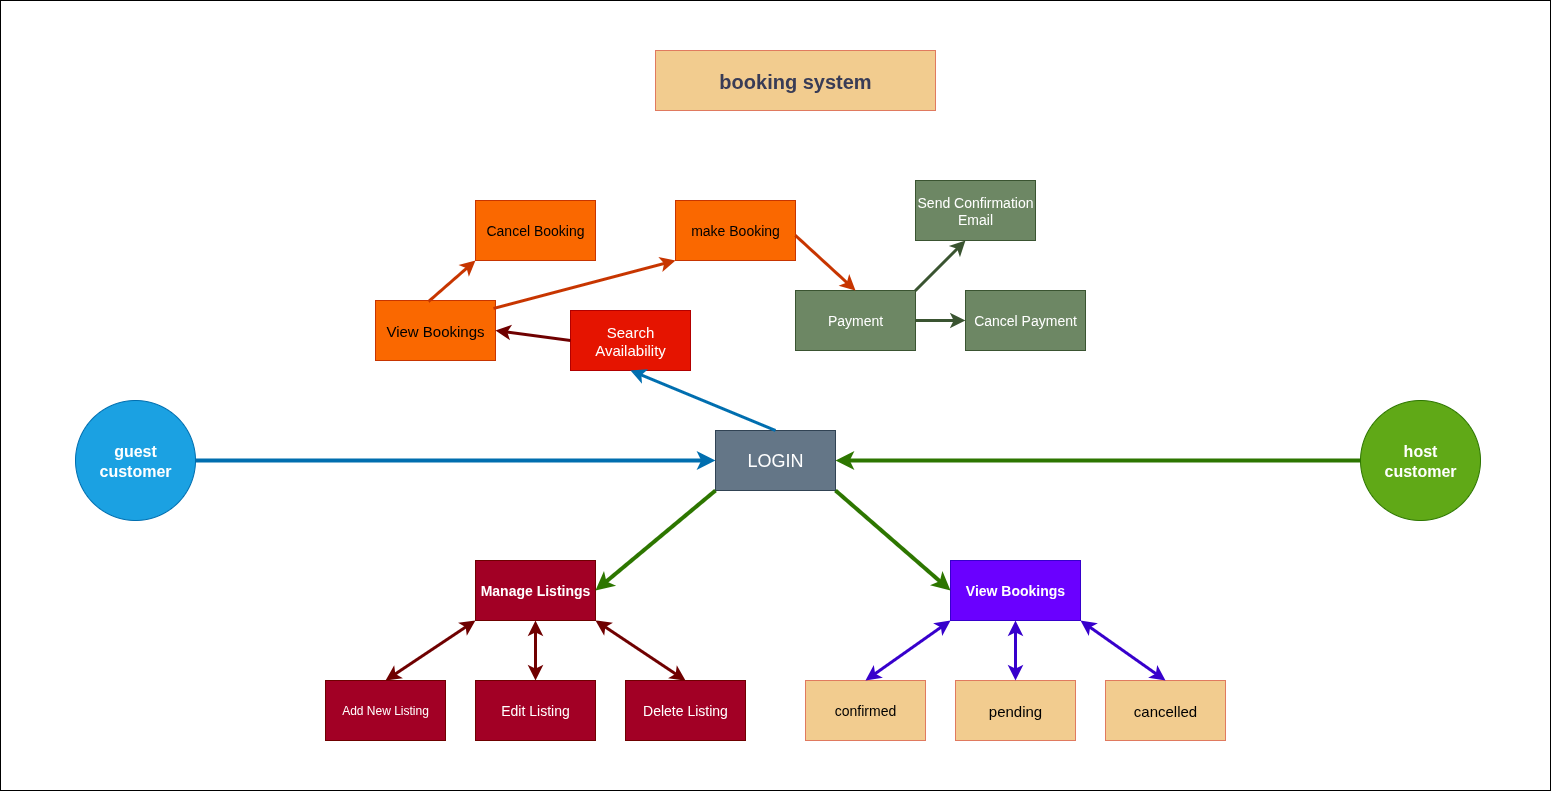 booking system
Send Confirmation
Email
Cancel Booking
make Booking
View Bookings
Search
Availability
Payment
Cancel Payment
guest
customer
LOGIN
host
customer
Manage Listings
View Bookings
Add New Listing
Edit Listing
Delete Listing
confirmed
pending
cancelled